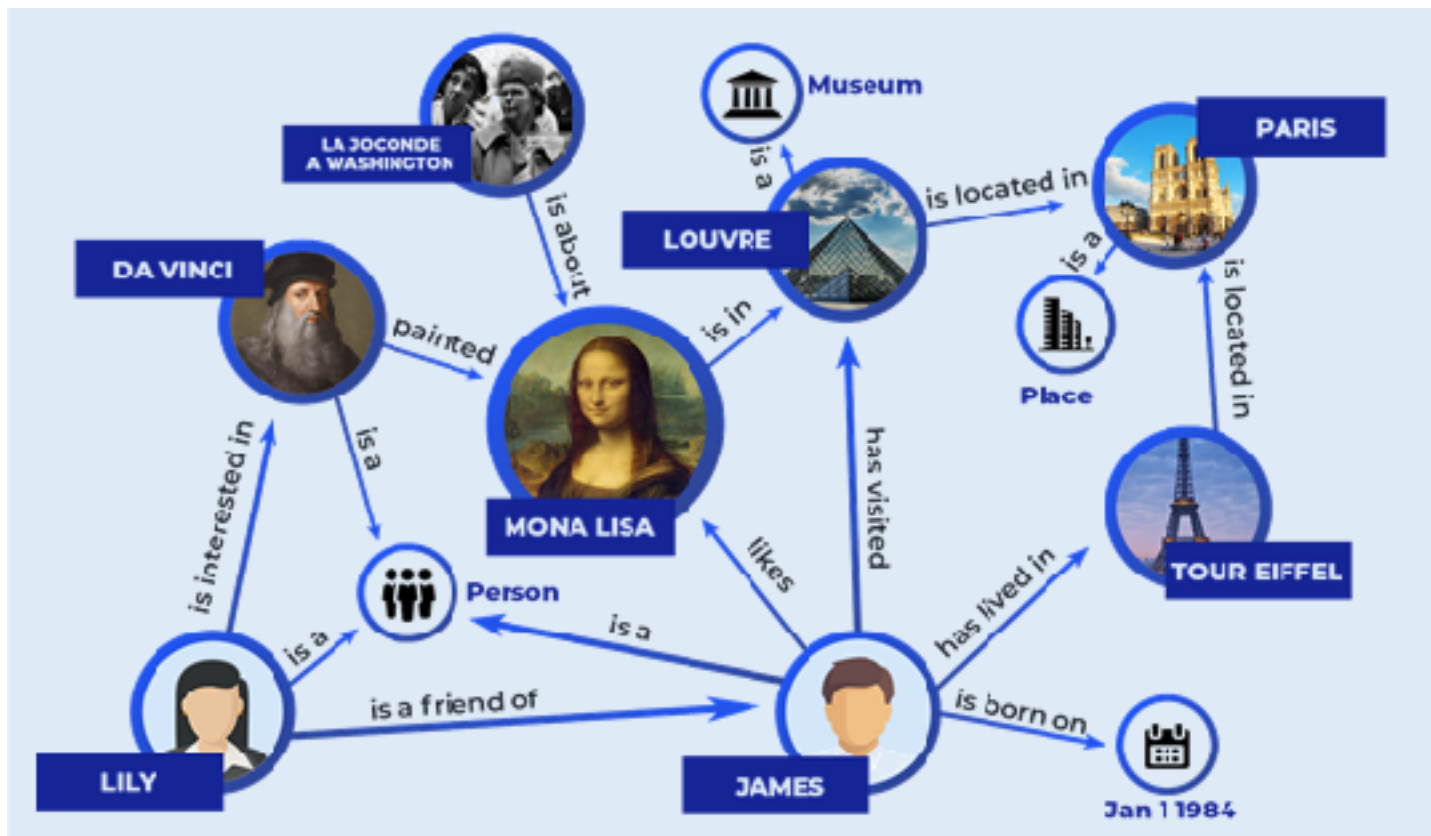 LA JOCONDE
A WASHINGTON
Museum
PARIS
is a
is located in
LOUVRE
is about
is a
DA VINCI
is located in
painted
is in
Place
is a
is interested in
has visited
MONA LISA
likes
TOUR EIFFEL
has lived in
Person
is a
is a
is a friend of
is born on
LILY
JAMES
Jan 1 1984